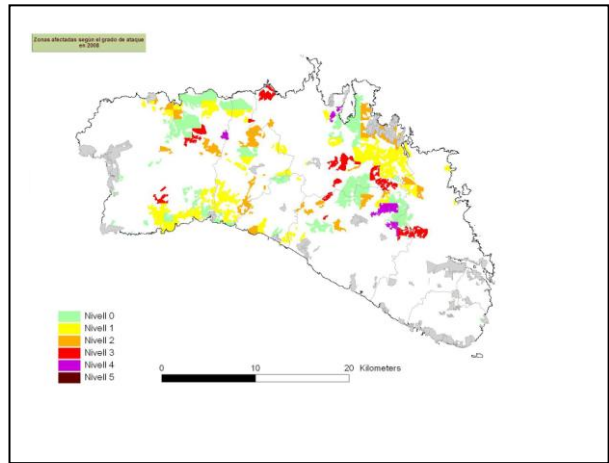 Zonas afectadas según el grado de ataque
en 2008
Nivell 0
Nivell 1
Nivell 2
Nivell 3
Nivell 4
Nivell 5
0 10 20 Kilometers